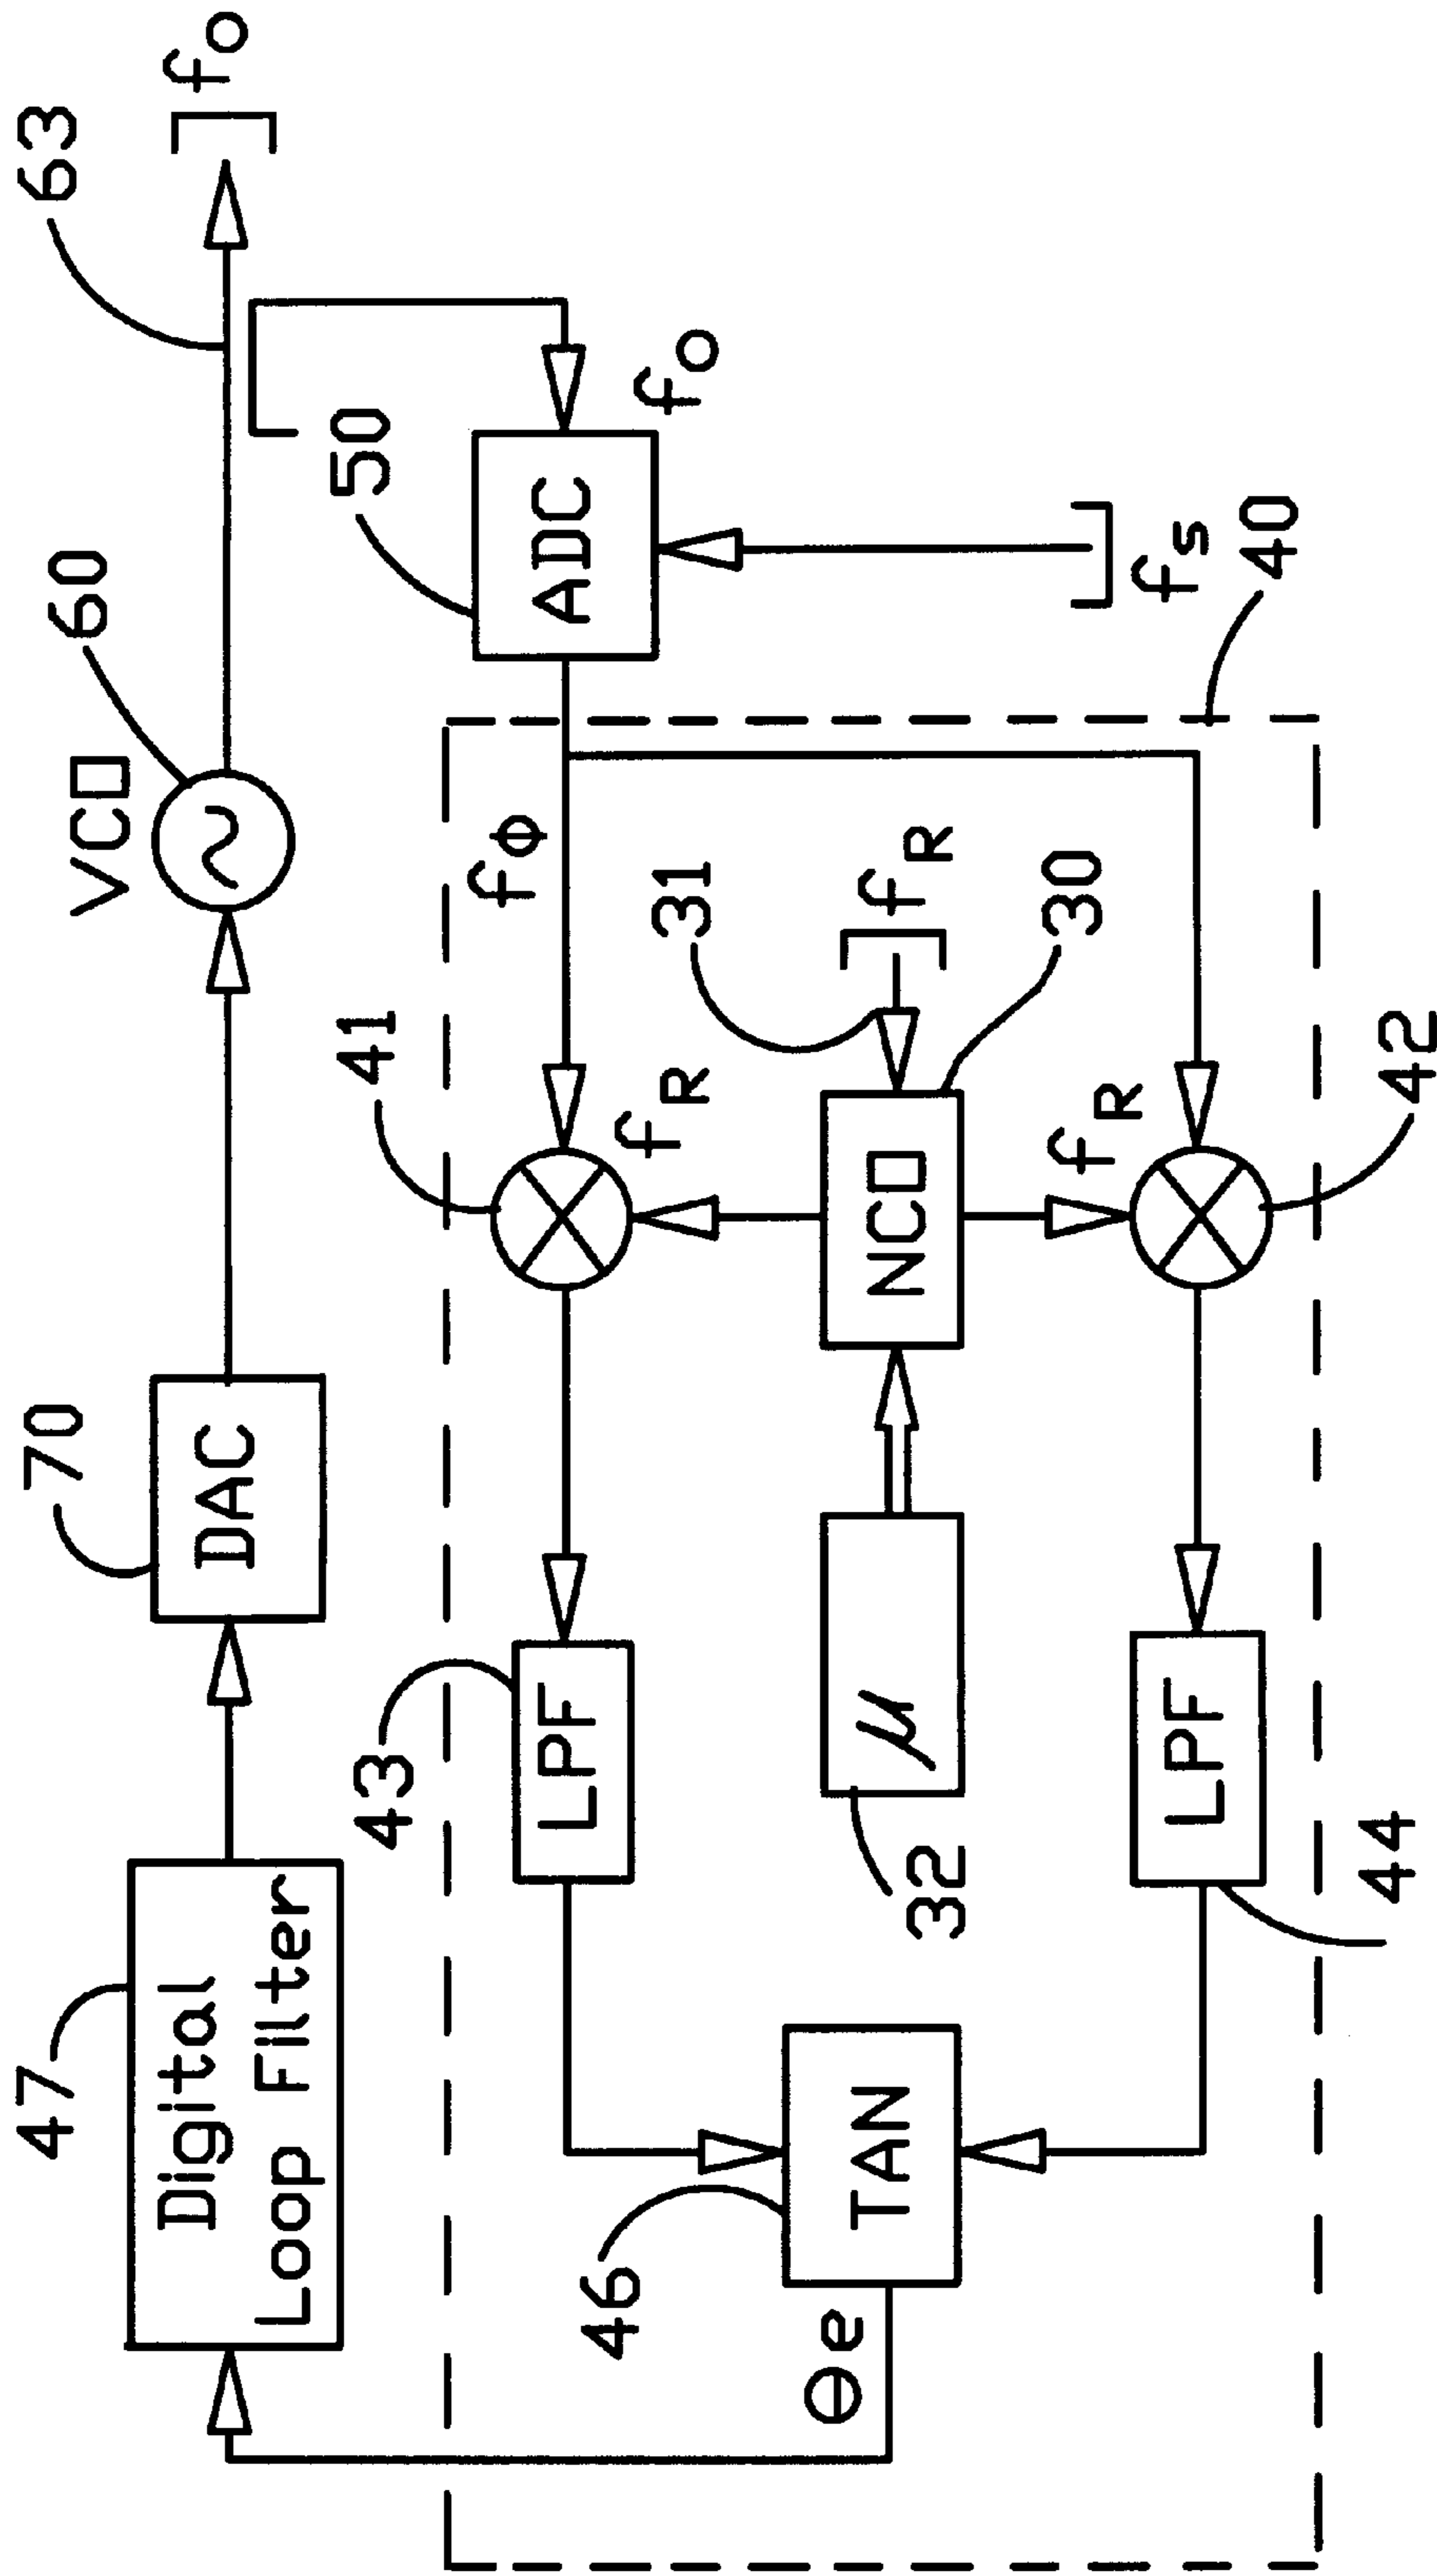 47
Digital
Loop Filter
70
DAC
VCO
60
63
fO
50
ADC
fO
fS
40
fΦ
41
fR
31
fR
30
NCO
fR
42
43
LPF
μ
32
LPF
44
46
TAN
Θe